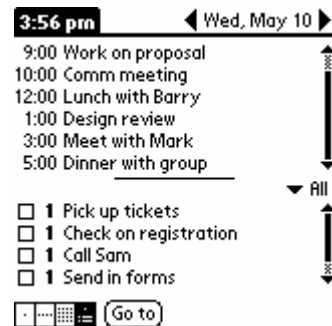 3:56 pm Wed, May 10
9:00 Work on proposal
10:00 Comm meeting
12:00 Lunch with Barry
1:00 Design review
3:00 Meet with Mark
5:00 Dinner with group
All
1 Pick up tickets
1 Check on registration
1 Call Sam
1 Send in forms
Go to